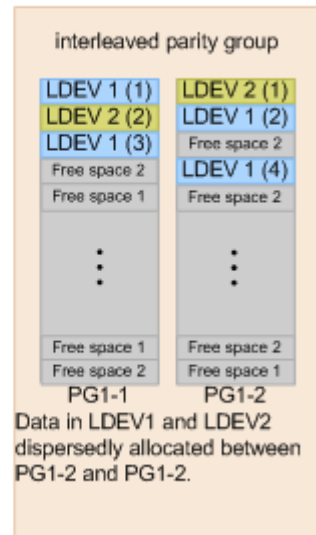 interleaved parity group
LDEV 1 (1)
LDEV 2 (2)
LDEV 1 (3)
Free space 2
Free space 1
Free space 1
Free space 2
PG1-1
LDEV 2 (1)
LDEV 1 (2)
Free space 2
LDEV 1 (4)
Free space 2
Free space 1
Free space 2
PG1-2
Data in LDEV1 and LDEV2
dispersedly allocated between
PG1-2 and PG1-2.